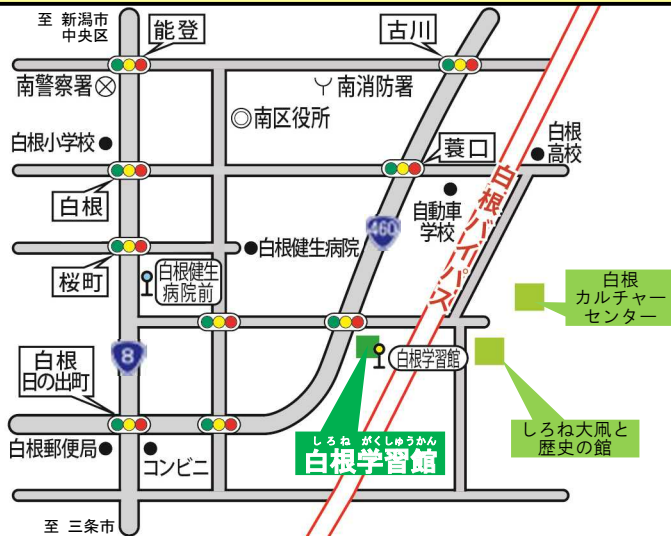 至 新潟市
中央区
能登
古川
南警察署
南消防署
南区役所
白根小学校
蓑口
白根
高校
白根
自動車
学校
白根バイパス
460
桜町
白根健生病院
白根健生
病院前
白根
カルチャー
センター
8
白根
日の出町
白根学習館
しろね がくしゅうかん
白根学習館
しろね大凧と
歴史の館
白根郵便局
コンビニ
至 三条市